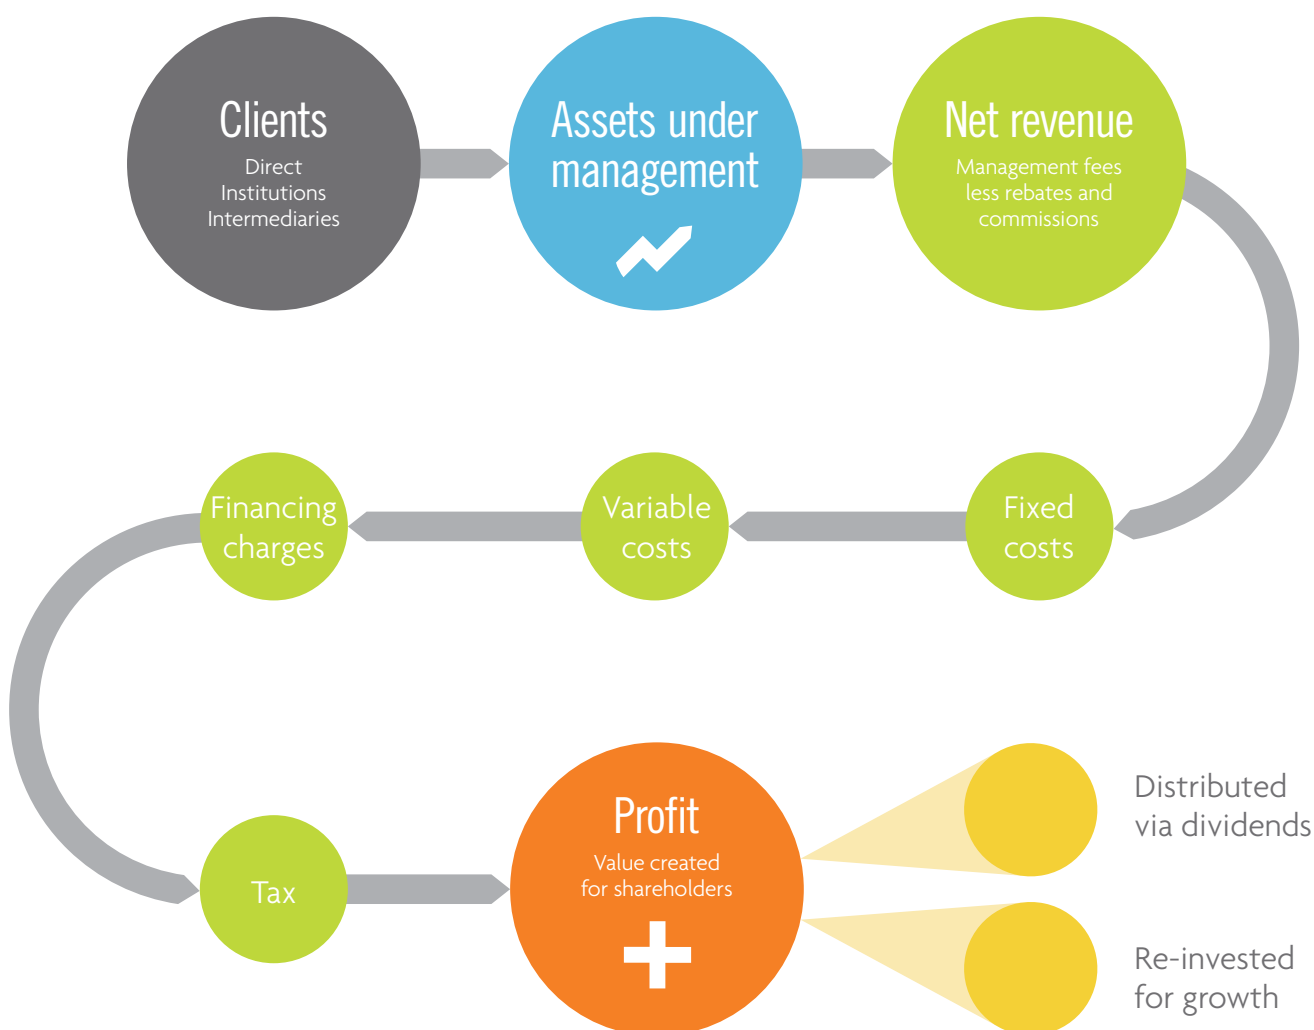 Clients
Direct
Institutions
Intermediaries
Assets under
management
Net revenue
Management fees
less rebates and
commissions
Fixed
costs
Variable
costs
Financing
charges
Tax
Profit
Value created
for shareholders
Distributed
via dividends
Re-invested
for growth